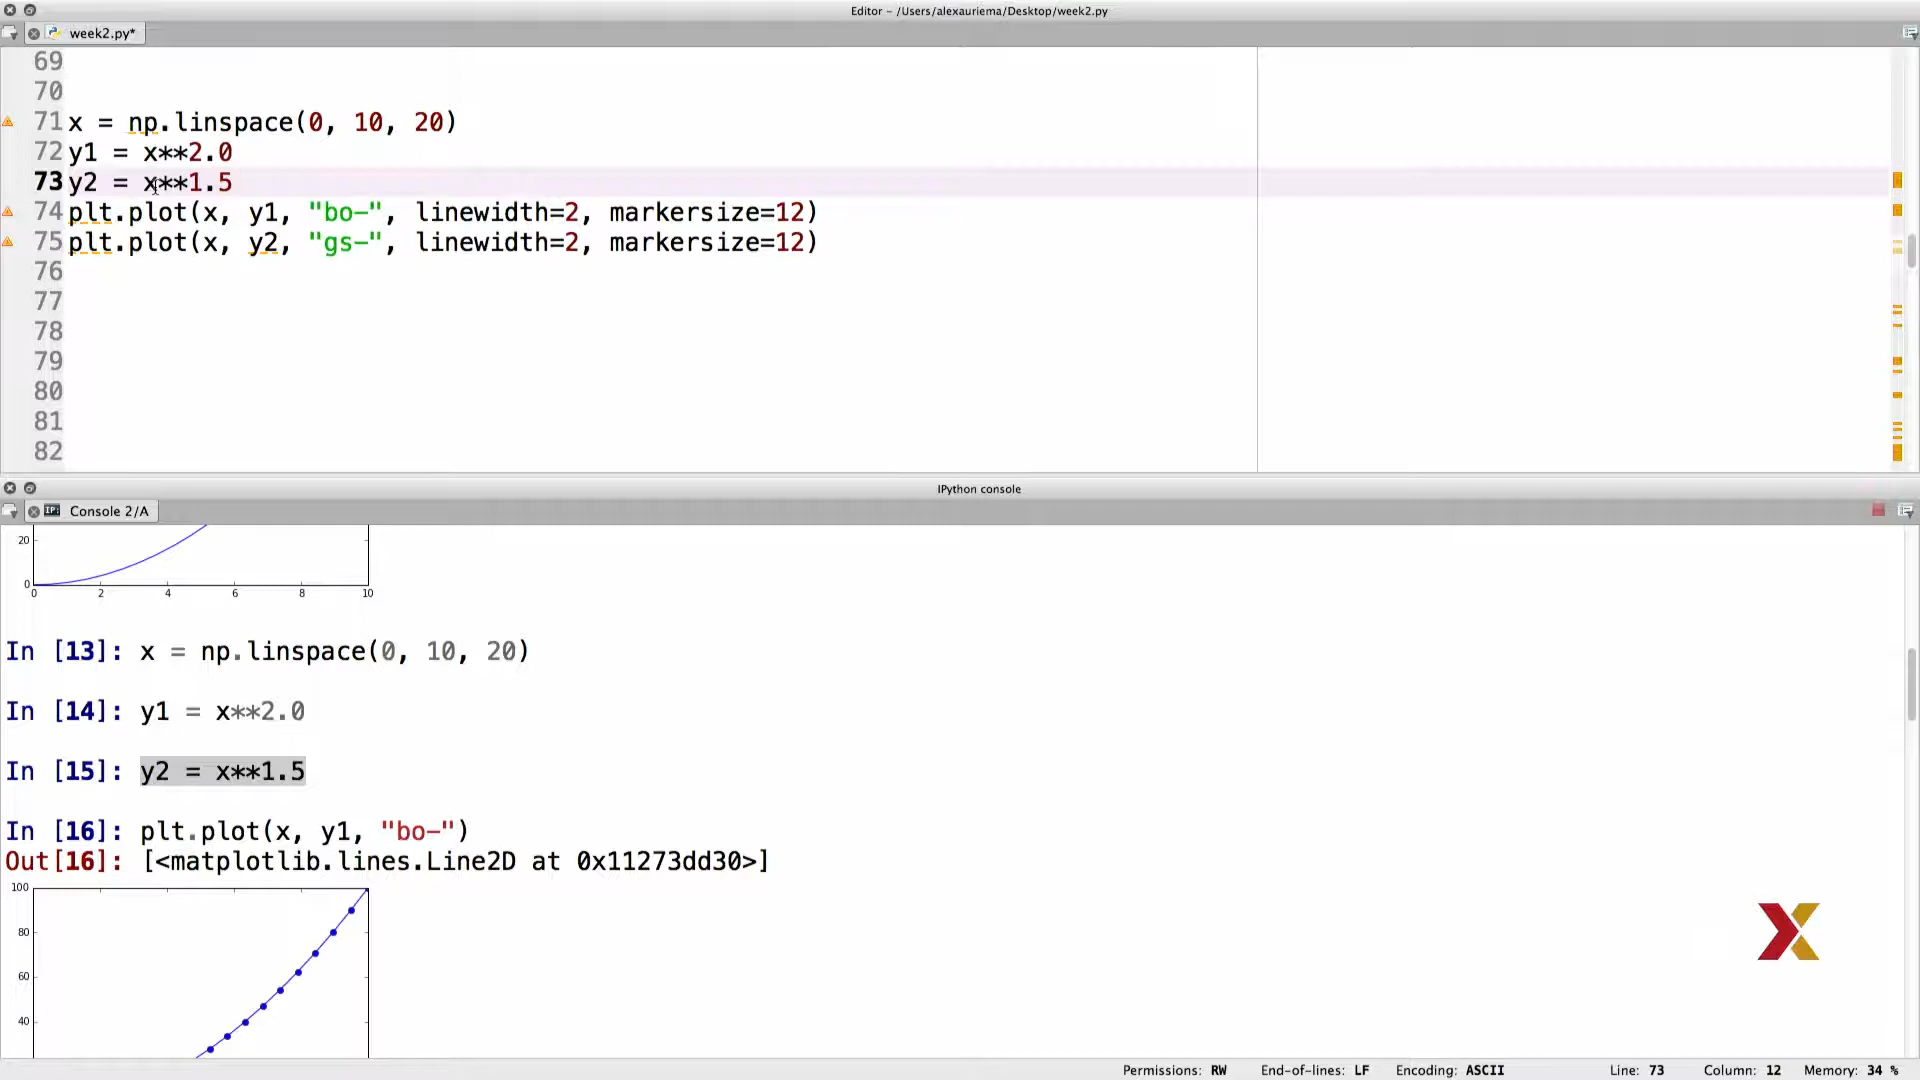 Editor – /Users/alexauriema/Desktop/week2.py
week2.py*
69
70
71 x = np.linspace(0, 10, 20)
72 y1 = x**2.0
73 y2 = x**1.5
74 plt.plot(x, y1, "bo-", linewidth=2, markersize=12)
75 plt.plot(x, y2, "gs-", linewidth=2, markersize=12)
76
77
78
79
80
81
82
IPython console
IP: Console 2/A
20
0
0 2 4 6 8 10
In [13]: x = np.linspace(0, 10, 20)
In [14]: y1 = x**2.0
In [15]: y2 = x**1.5
In [16]: plt.plot(x, y1, "bo-")
Out[16]: [<matplotlib.lines.Line2D at 0x11273dd30>]
100
80
60
40
Permissions: RW End-of-lines: LF Encoding: ASCII Line: 73 Column: 12 Memory: 34 %